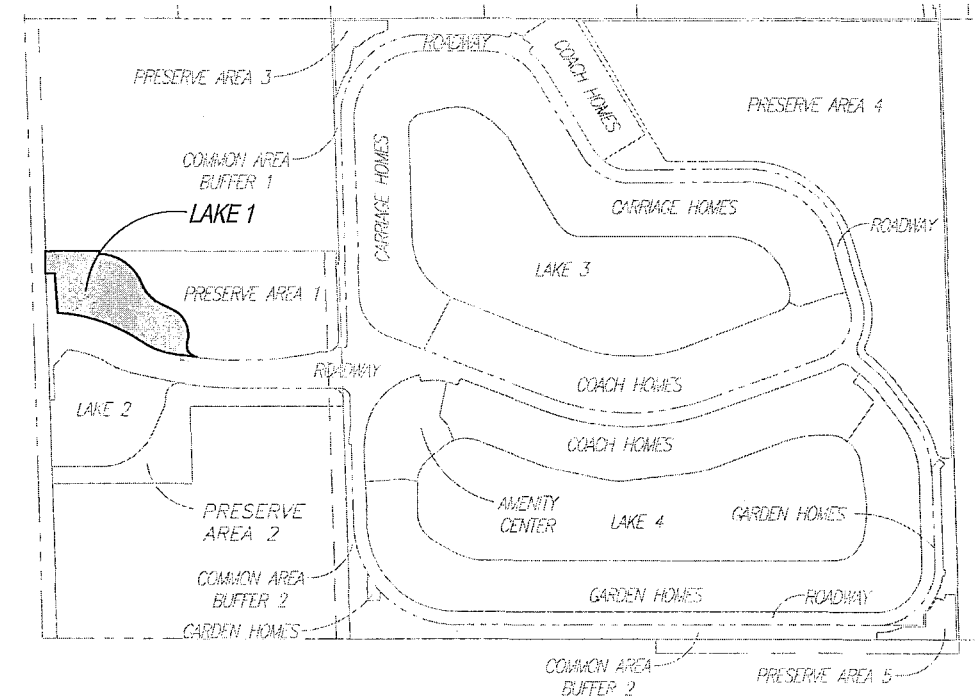 ROADWAY
COACH HOMES
PRESERVE AREA 3
PRESERVE AREA 4
COMMON AREA
BUFFER 1
CARRIAGE HOMES
LAKE 1
CARRIAGE HOMES
ROADWAY
LAKE 3
PRESERVE AREA 1
ROADWAY
COACH HOMES
LAKE 2
COACH HOMES
AMENITY
CENTER
LAKE 4
GARDEN HOMES
PRESERVE
AREA 2
COMMON AREA
BUFFER 2
GARDEN HOMES
ROADWAY
GARDEN HOMES
COMMON AREA
BUFFER 2
PRESERVE AREA 5